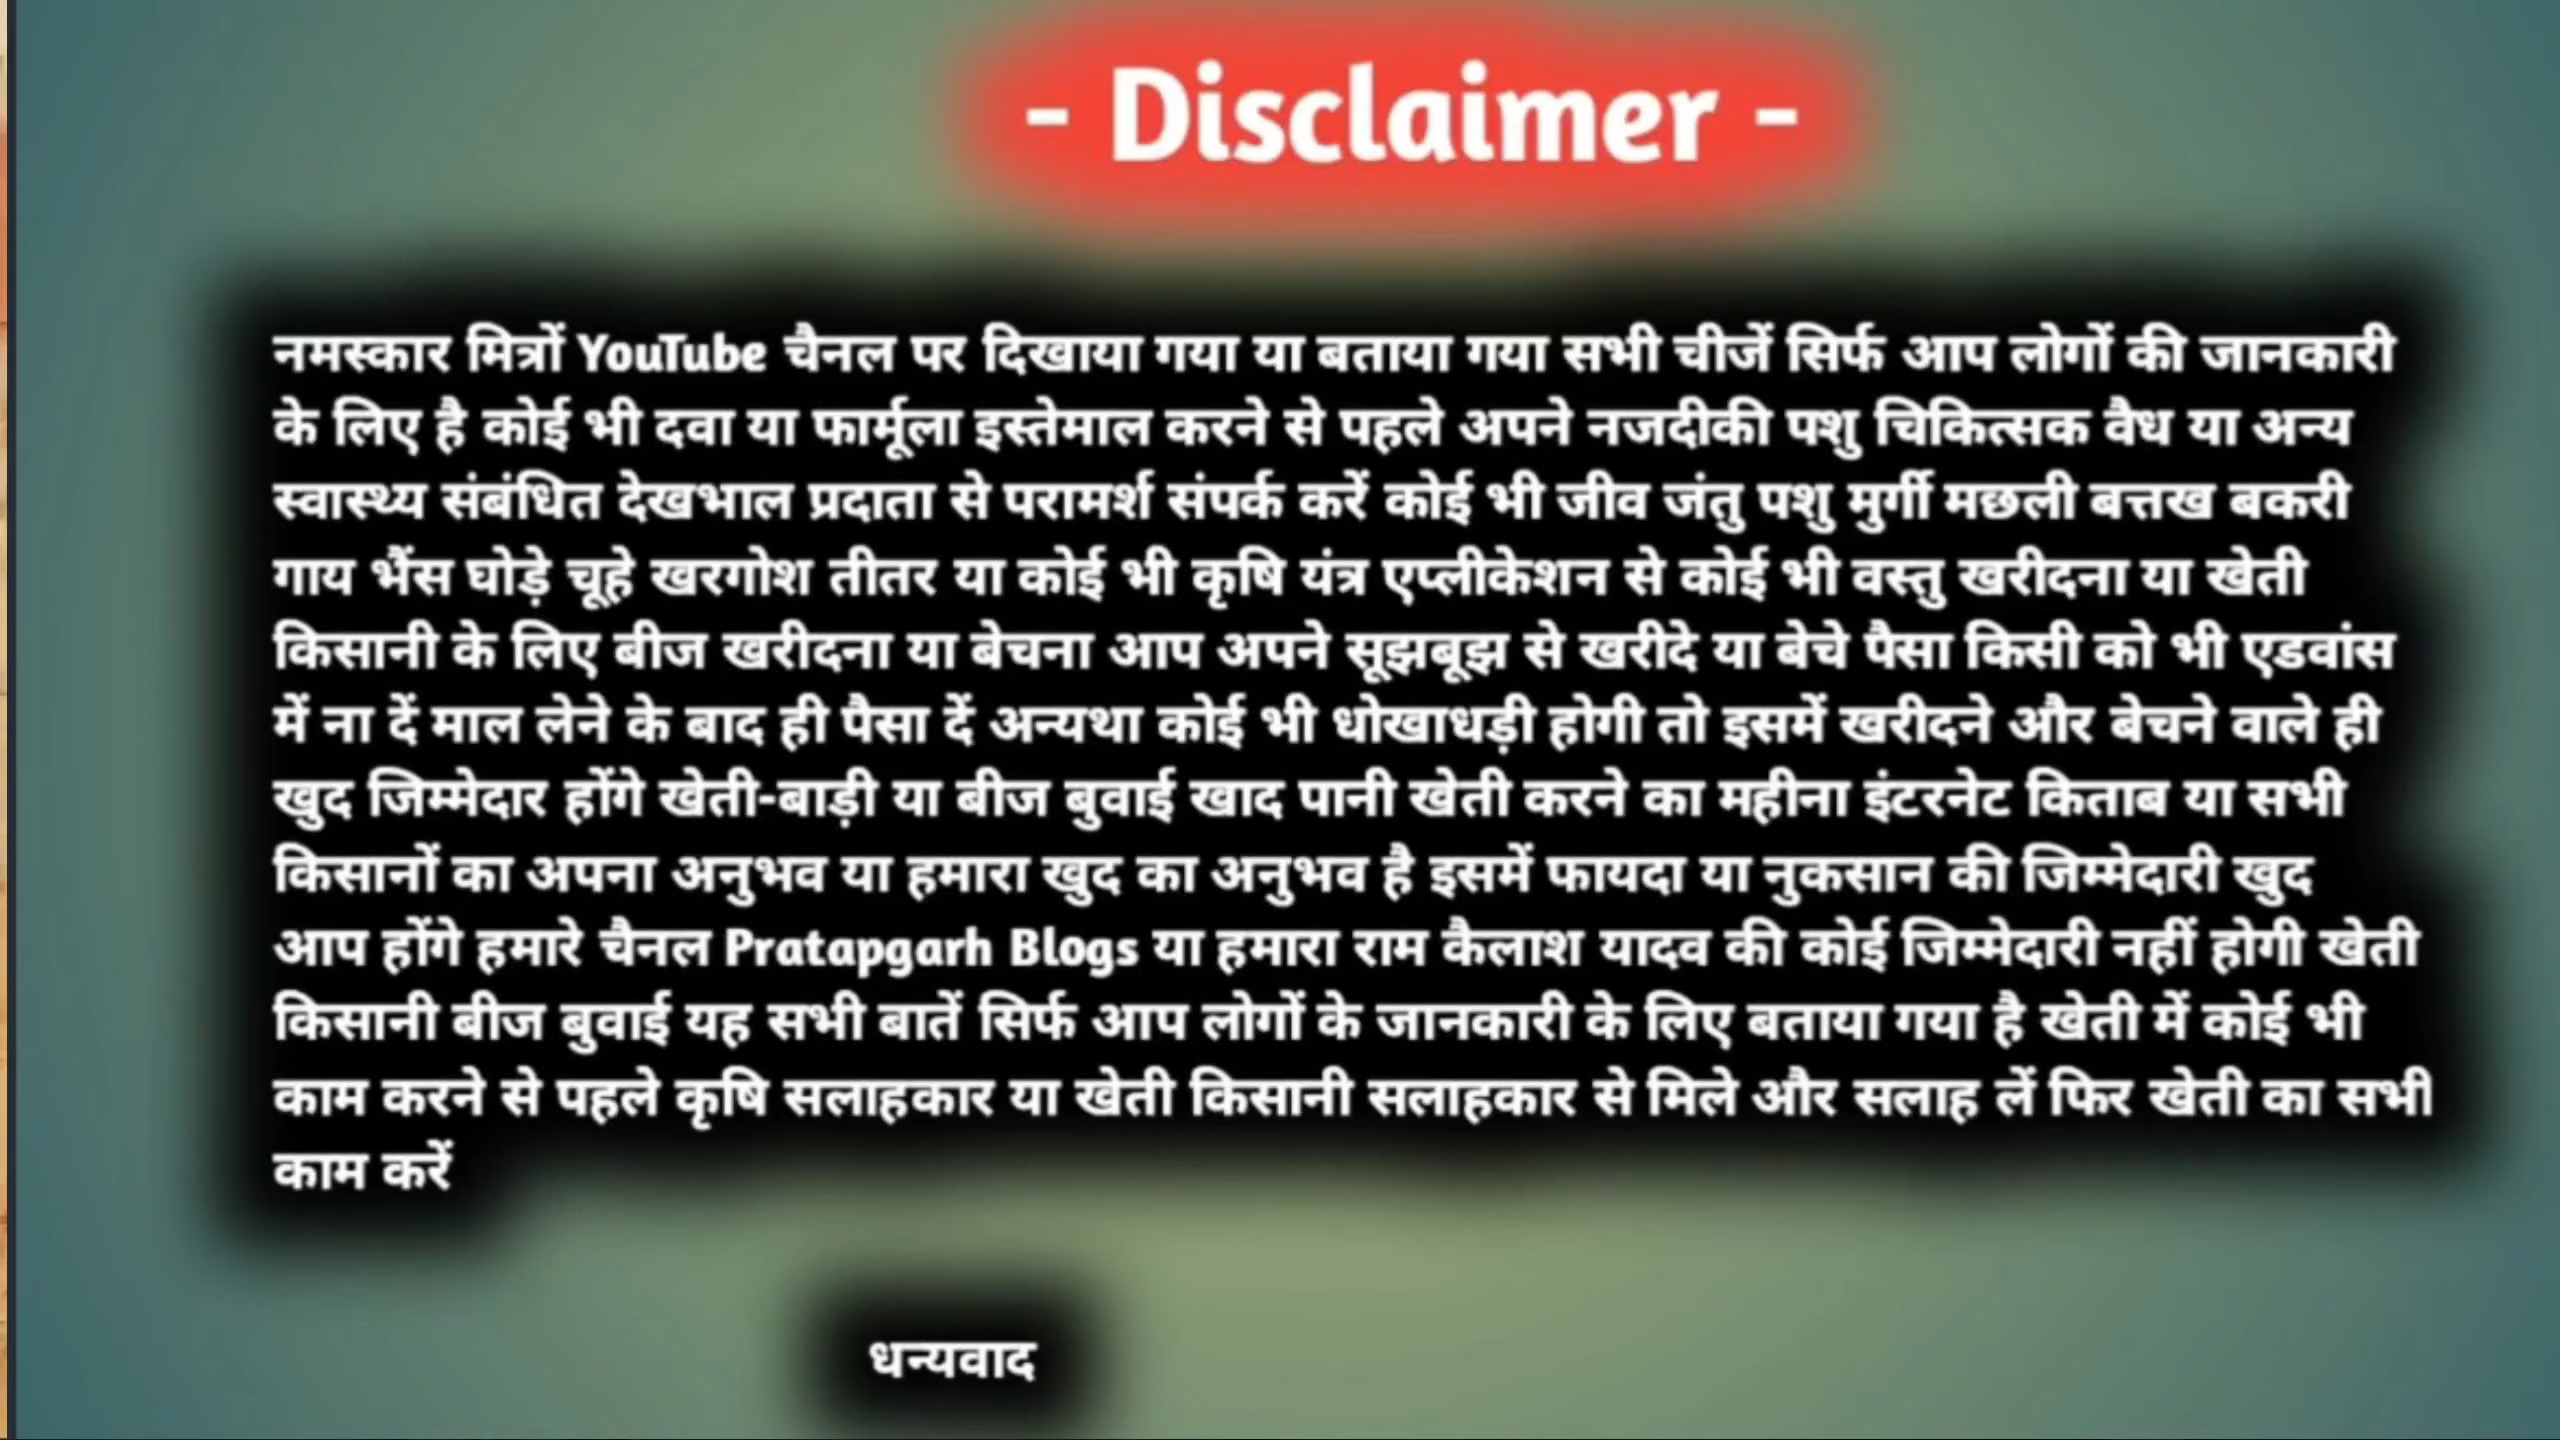 - Disclaimer -
नमस्कार मित्रों YouTube चैनल पर दिखाया गया या बताया गया सभी चीजें सिर्फ आप लोगों की जानकारी
के लिए है कोई भी दवा या फार्मूला इस्तेमाल करने से पहले अपने नजदीकी पशु चिकित्सक वैध या अन्य
स्वास्थ्य संबंधित देखभाल प्रदाता से परामर्श संपर्क करें कोई भी जीव जंतु पशु मुर्गी मछली बत्तख बकरी
गाय भैंस घोड़े चूहे खरगोश तीतर या कोई भी कृषि यंत्र एप्लीकेशन से कोई भी वस्तु खरीदना या खेती
किसानी के लिए बीज खरीदना या बेचना आप अपने सूझबूझ से खरीदे या बेचे पैसा किसी को भी एडवांस
में ना दें माल लेने के बाद ही पैसा दें अन्यथा कोई भी धोखाधड़ी होगी तो इसमें खरीदने और बेचने वाले ही
खुद जिम्मेदार होंगे खेती-बाड़ी या बीज बुवाई खाद पानी खेती करने का महीना इंटरनेट किताब या सभी
किसानों का अपना अनुभव या हमारा खुद का अनुभव है इसमें फायदा या नुकसान की जिम्मेदारी खुद
आप होंगे हमारे चैनल Pratapgarh Blogs या हमारा राम कैलाश यादव की कोई जिम्मेदारी नहीं होगी खेती
किसानी बीज बुवाई यह सभी बातें सिर्फ आप लोगों के जानकारी के लिए बताया गया है खेती में कोई भी
काम करने से पहले कृषि सलाहकार या खेती किसानी सलाहकार से मिले और सलाह लें फिर खेती का सभी
काम करें
धन्यवाद